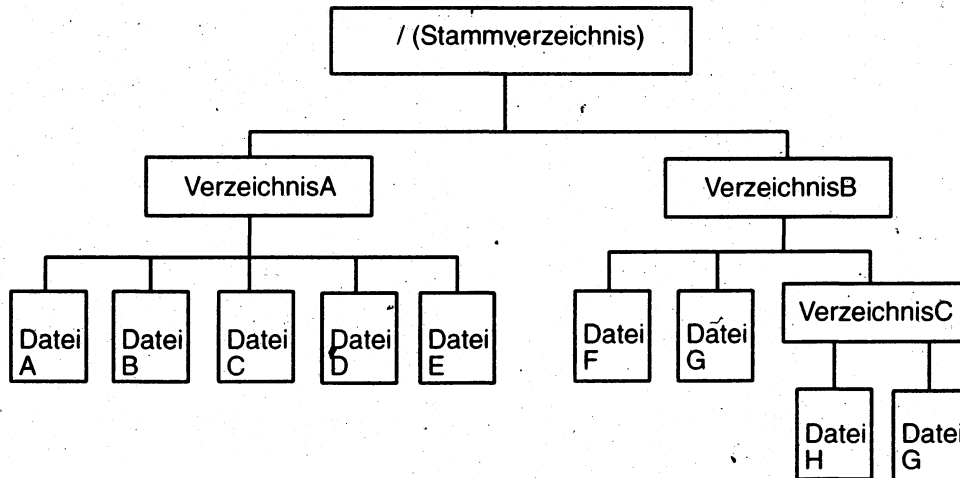 / (Stammverzeichnis)
VerzeichnisA
VerzeichnisB
Datei
A
Datei
B
Datei
C
Datei
D
Datei
E
Datei
F
Datei
G
VerzeichnisC
Datei
H
Datei
G